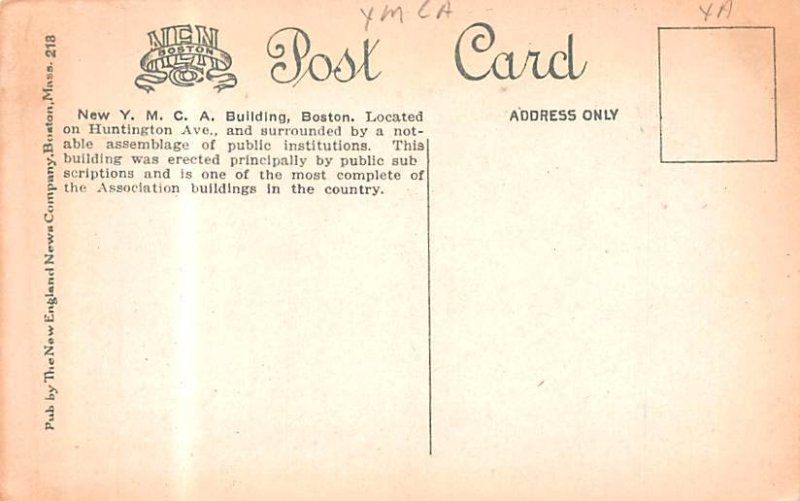 YMCA
YA
NEN
BOSTON
CO
Post Card
New Y. M. C. A. Building, Boston. Located
on Huntington Ave., and surrounded by a not-
able assemblage of public institutions. This
building was erected principally by public sub
scriptions and is one of the most complete of
the Association buildings in the country.
ADDRESS ONLY
Pub by The New England News Company, Boston, Mass. 218